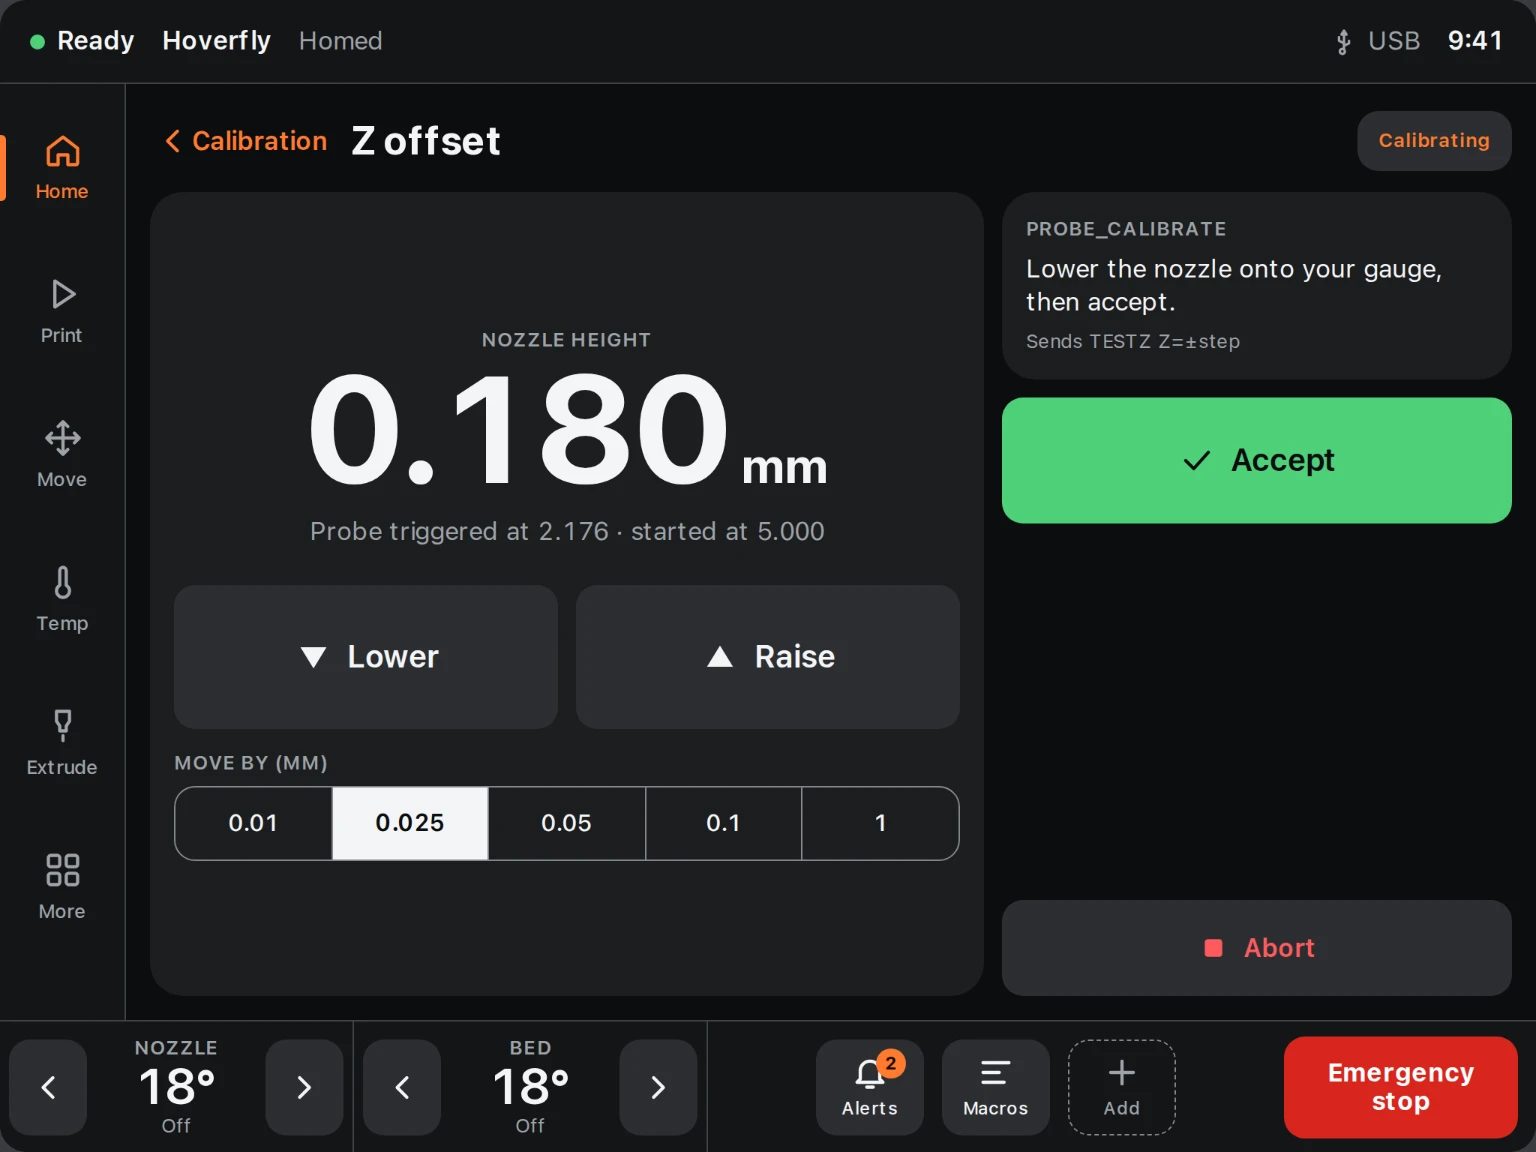 Ready Hoverfly Homed USB 9:41
Home
Print
Move
Temp
Extrude
More
Calibration Z offset Calibrating
NOZZLE HEIGHT
0.180 mm
Probe triggered at 2.176 · started at 5.000
Lower Raise
MOVE BY (MM)
0.01 0.025 0.05 0.1 1
PROBE_CALIBRATE
Lower the nozzle onto your gauge,
then accept.
Sends TESTZ Z=±step
Accept
Abort
NOZZLE
18°
Off
BED
18°
Off
2
Alerts
Macros
Add
Emergency
stop